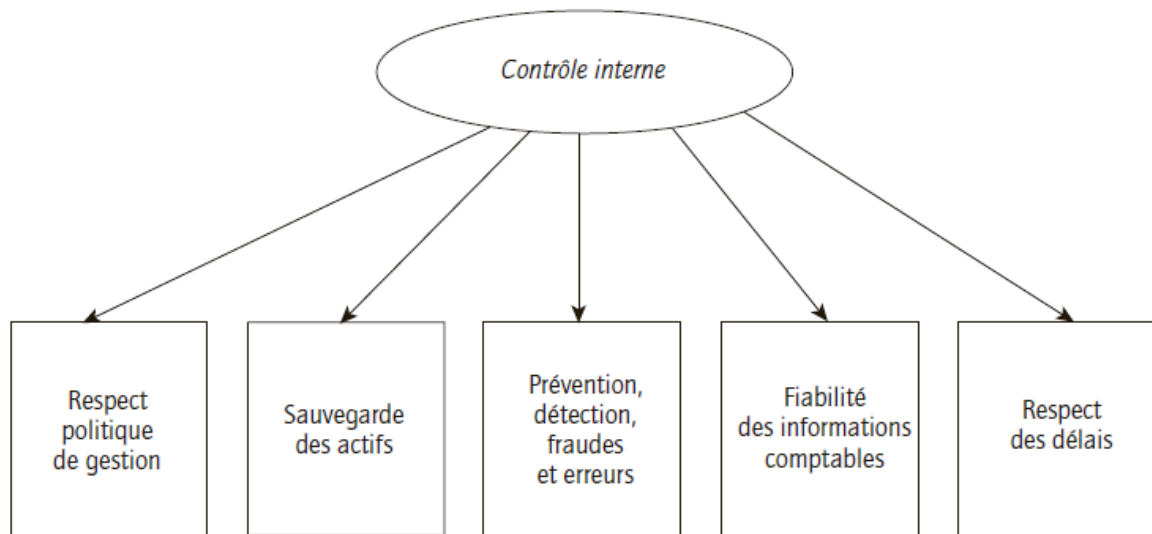 Contrôle interne
Respect
politique
de gestion
Sauvegarde
des actifs
Prévention,
détection,
fraudes
et erreurs
Fiabilité
des informations
comptables
Respect
des délais